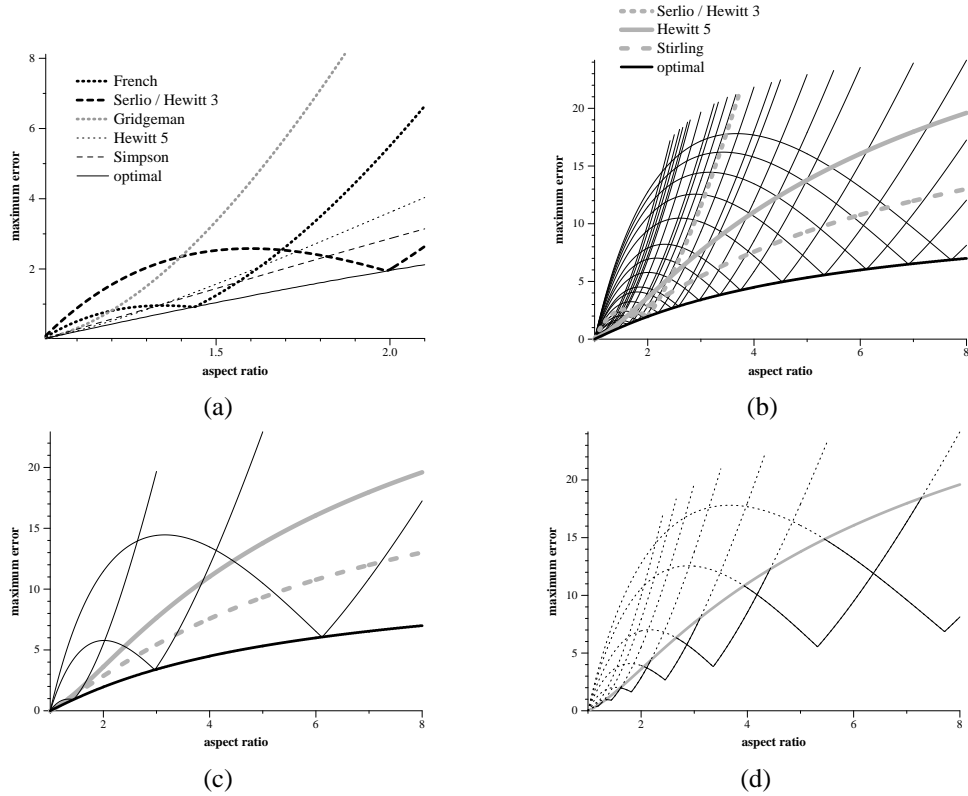 8
6
4
2
maximum error
French
Serlio / Hewitt 3
Gridgeman
Hewitt 5
Simpson
optimal
1.5
2.0
aspect ratio
(a)
Serlio / Hewitt 3
Hewitt 5
Stirling
optimal
20
15
10
5
0
maximum error
2
4
6
8
aspect ratio
(b)
20
15
10
5
0
maximum error
2
4
6
8
aspect ratio
(c)
20
15
10
5
0
maximum error
2
4
6
8
aspect ratio
(d)